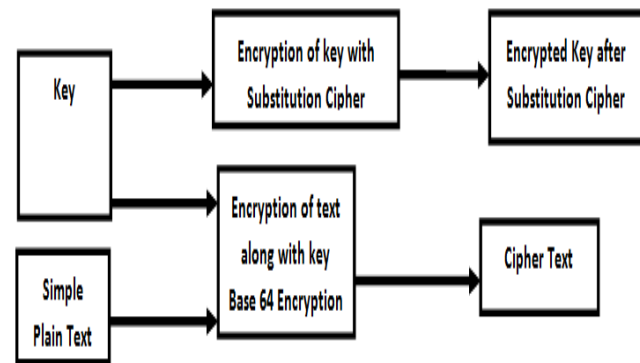 Key
Encryption of key with
Substitution Cipher
Encrypted Key after
Substitution Cipher
Encryption of text
along with key
Base 64 Encryption
Simple
Plain Text
Cipher Text